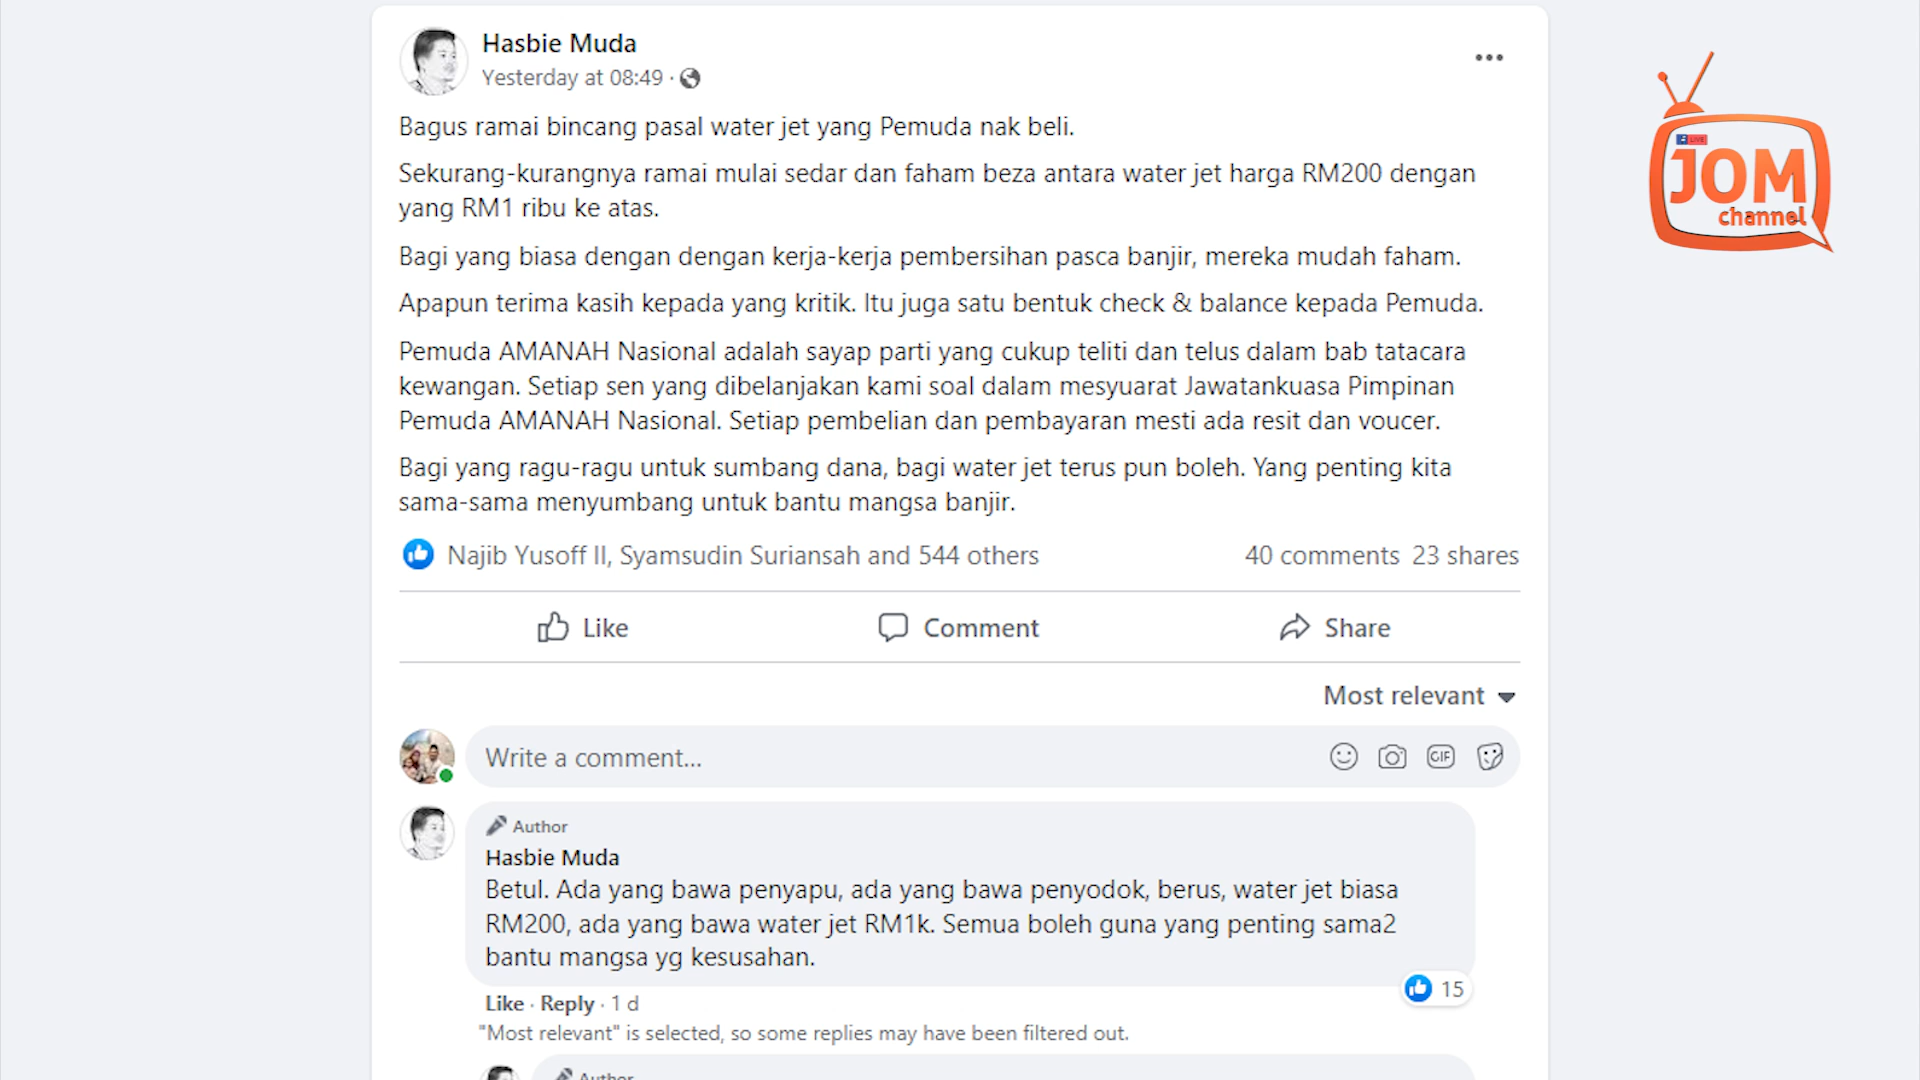 Hasbie Muda
Yesterday at 08:49 ·
Bagus ramai bincang pasal water jet yang Pemuda nak beli.
Sekurang-kurangnya ramai mulai sedar dan faham beza antara water jet harga RM200 dengan
yang RM1 ribu ke atas.
Bagi yang biasa dengan dengan kerja-kerja pembersihan pasca banjir, mereka mudah faham.
Apapun terima kasih kepada yang kritik. Itu juga satu bentuk check & balance kepada Pemuda.
Pemuda AMANAH Nasional adalah sayap parti yang cukup teliti dan telus dalam bab tatacara
kewangan. Setiap sen yang dibelanjakan kami soal dalam mesyuarat Jawatankuasa Pimpinan
Pemuda AMANAH Nasional. Setiap pembelian dan pembayaran mesti ada resit dan voucer.
Bagi yang ragu-ragu untuk sumbang dana, bagi water jet terus pun boleh. Yang penting kita
sama-sama menyumbang untuk bantu mangsa banjir.
Najib Yusoff II, Syamsudin Suriansah and 544 others
40 comments 23 shares
Like
Comment
Share
Most relevant
Write a comment...
GIF
Author
Hasbie Muda
Betul. Ada yang bawa penyapu, ada yang bawa penyodok, berus, water jet biasa
RM200, ada yang bawa water jet RM1k. Semua boleh guna yang penting sama2
bantu mangsa yg kesusahan.
15
Like · Reply · 1 d
"Most relevant" is selected, so some replies may have been filtered out.
Author
LIVE
JOM
channel